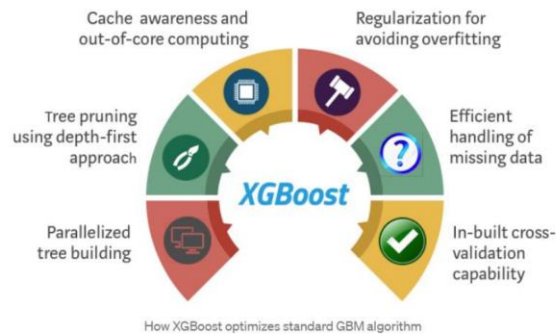 Cache awareness and
out-of-core computing
Regularization for
avoiding overfitting
Tree pruning
using depth-first
approach
Efficient
handling of
missing data
?
XGBoost
Parallelized
tree building
In-built cross-
validation
capability
How XGBoost optimizes standard GBM algorithm